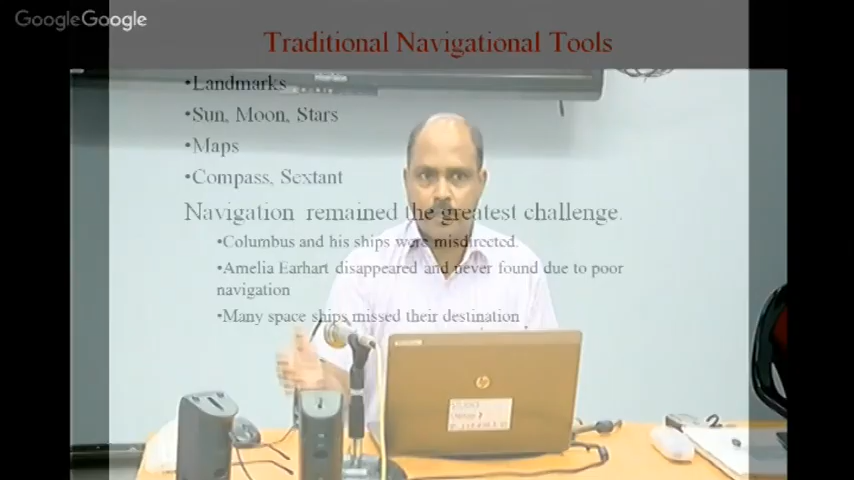 GoogleGoogle
Traditional Navigational Tools
•Landmarks
•Sun, Moon, Stars
•Maps
•Compass, Sextant
Navigation remained the greatest challenge.
•Columbus and his ships were misdirected.
•Amelia Earhart disappeared and never found due to poor
navigation
•Many space ships missed their destination
hp